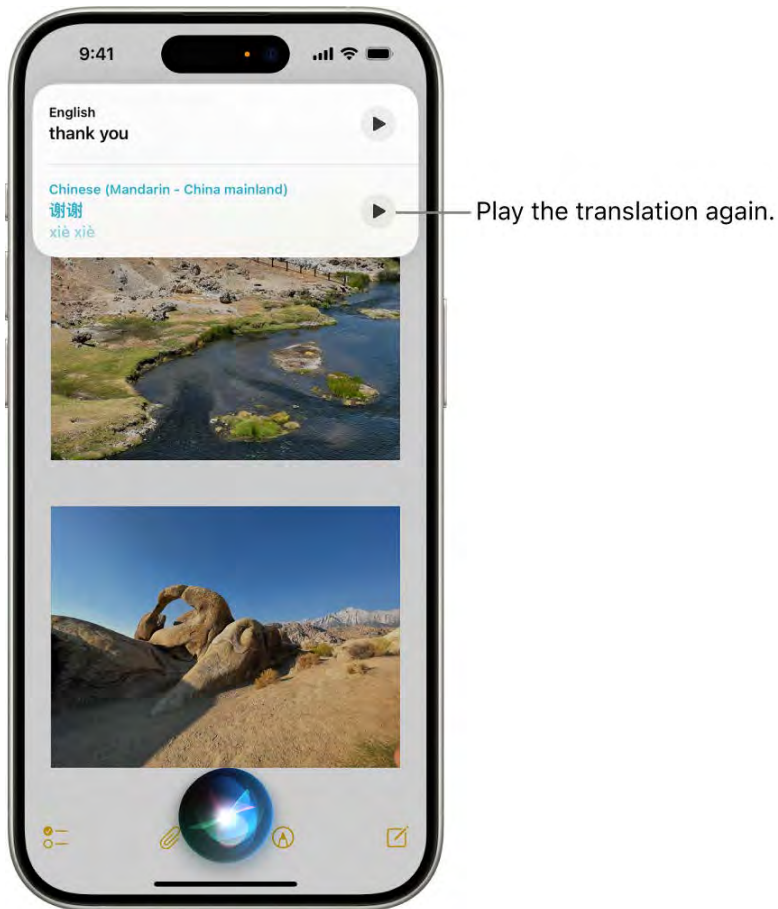 9:41
English
thank you
Chinese (Mandarin - China mainland)
谢谢
xiè xiè
Play the translation again.